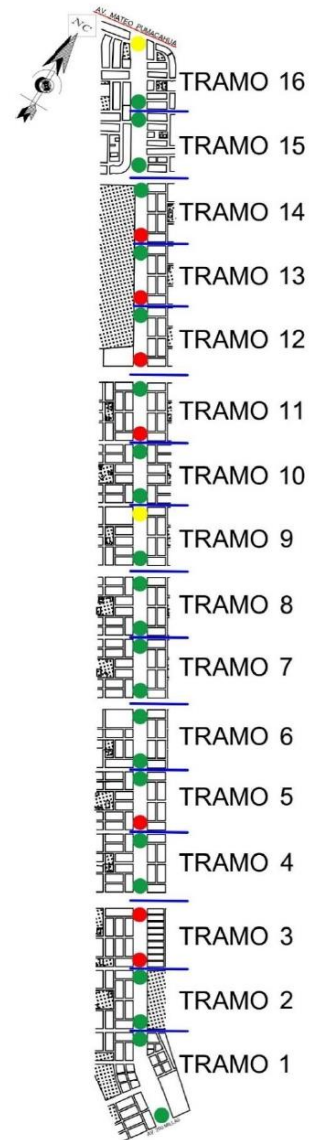 AV. MATEO PUMACAHUA
NC
TRAMO 16
TRAMO 15
TRAMO 14
TRAMO 13
TRAMO 12
TRAMO 11
TRAMO 10
TRAMO 9
TRAMO 8
TRAMO 7
TRAMO 6
TRAMO 5
TRAMO 4
TRAMO 3
TRAMO 2
TRAMO 1